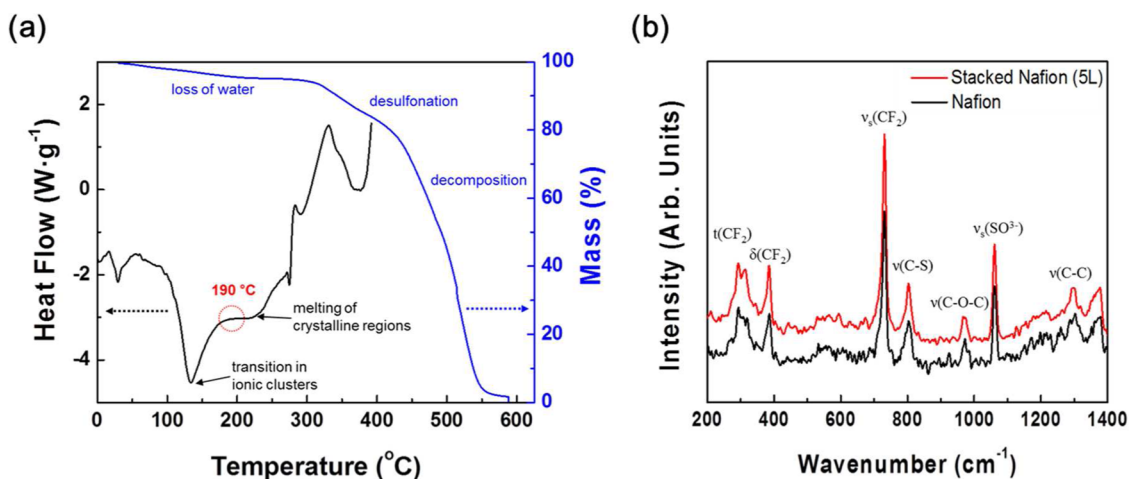 (a)
(b)
Heat Flow (W·g⁻¹)
2
0
-2
-4
loss of water
desulfonation
decomposition
190 °C
melting of
crystalline regions
transition in
ionic clusters
100
80
60
40
20
0
Mass (%)
0 100 200 300 400 500 600
Temperature (°C)
Intensity (Arb. Units)
Stacked Nafion (5L)
Nafion
νs(CF2)
t(CF2)
δ(CF2)
ν(C-S)
νs(SO³⁻)
ν(C-O-C)
ν(C-C)
200 400 600 800 1000 1200 1400
Wavenumber (cm⁻¹)